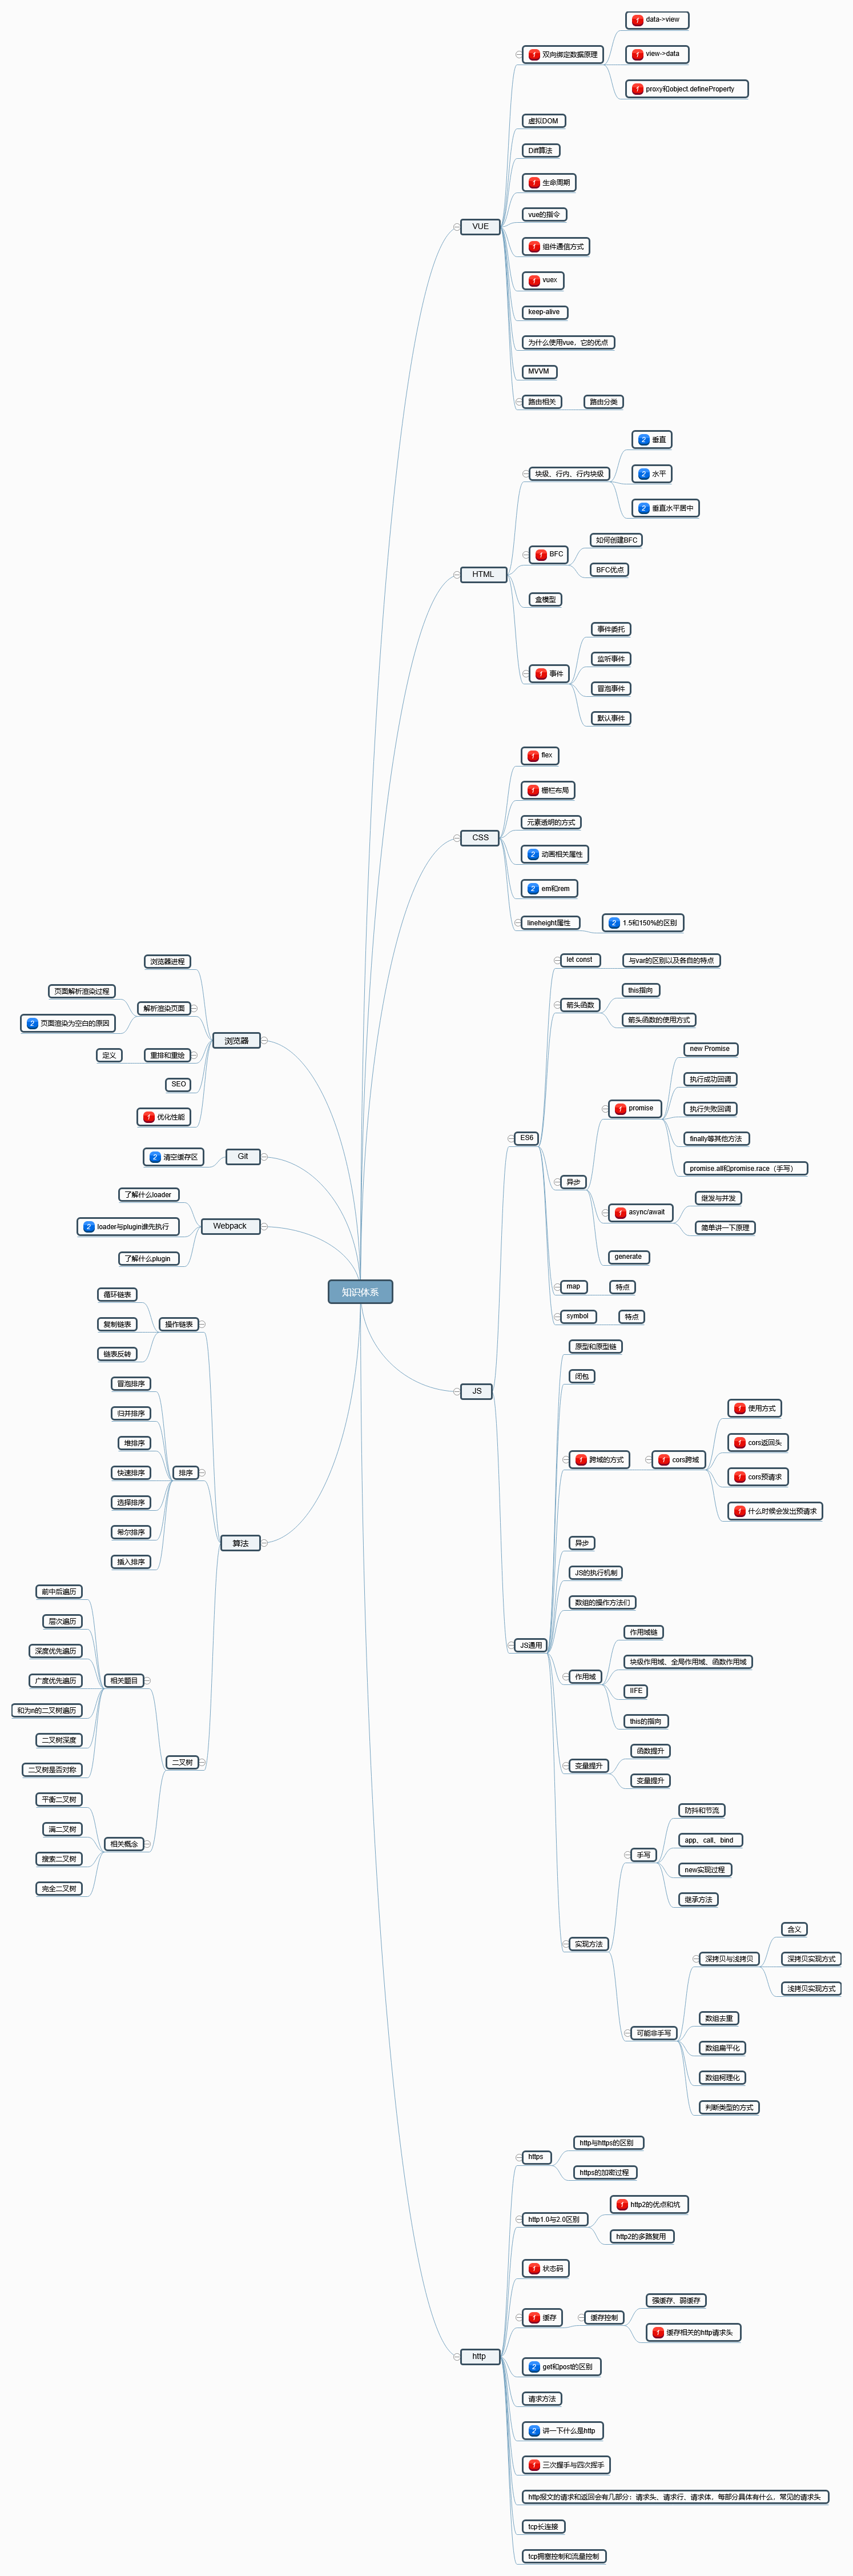 知识体系
VUE
双向绑定数据原理
data->view
view->data
proxy和object.defineProperty
虚拟DOM
Diff算法
生命周期
vue的指令
组件通信方式
vuex
keep-alive
为什么使用vue，它的优点
MVVM
路由相关
路由分类
HTML
块级、行内、行内块级
2 垂直
2 水平
2 垂直水平居中
BFC
如何创建BFC
BFC优点
盒模型
事件
事件委托
监听事件
冒泡事件
默认事件
CSS
flex
栅栏布局
元素透明的方式
2 动画相关属性
2 em和rem
lineheight属性
2 1.5和150%的区别
JS
ES6
let const
与var的区别以及各自的特点
箭头函数
this指向
箭头函数的使用方式
异步
promise
new Promise
执行成功回调
执行失败回调
finally等其他方法
promise.all和promise.race（手写）
async/await
继发与并发
简单讲一下原理
generate
map
特点
symbol
特点
JS通用
原型和原型链
闭包
跨域的方式
cors跨域
使用方式
cors返回头
cors预请求
什么时候会发出预请求
异步
JS的执行机制
数组的操作方法们
作用域
作用域链
块级作用域、全局作用域、函数作用域
IIFE
this的指向
变量提升
函数提升
变量提升
实现方法
手写
防抖和节流
app、call、bind
new实现过程
继承方法
可能非手写
深拷贝与浅拷贝
含义
深拷贝实现方式
浅拷贝实现方式
数组去重
数组扁平化
数组柯理化
判断类型的方式
http
https
http与https的区别
https的加密过程
http1.0与2.0区别
http2的优点和坑
http2的多路复用
状态码
缓存
缓存控制
强缓存、弱缓存
缓存相关的http请求头
2 get和post的区别
请求方法
2 讲一下什么是http
三次握手与四次挥手
http报文的请求和返回会有几部分：请求头、请求行、请求体，每部分具体有什么，常见的请求头
tcp长连接
tcp拥塞控制和流量控制
浏览器
浏览器进程
解析渲染页面
页面解析渲染过程
2 页面渲染为空白的原因
重排和重绘
定义
SEO
优化性能
Git
2 清空缓存区
Webpack
了解什么loader
2 loader与plugin谁先执行
了解什么plugin
算法
操作链表
循环链表
复制链表
链表反转
排序
冒泡排序
归并排序
堆排序
快速排序
选择排序
希尔排序
插入排序
二叉树
相关题目
前中后遍历
层次遍历
深度优先遍历
广度优先遍历
和为n的二叉树遍历
二叉树深度
二叉树是否对称
相关概念
平衡二叉树
满二叉树
搜索二叉树
完全二叉树